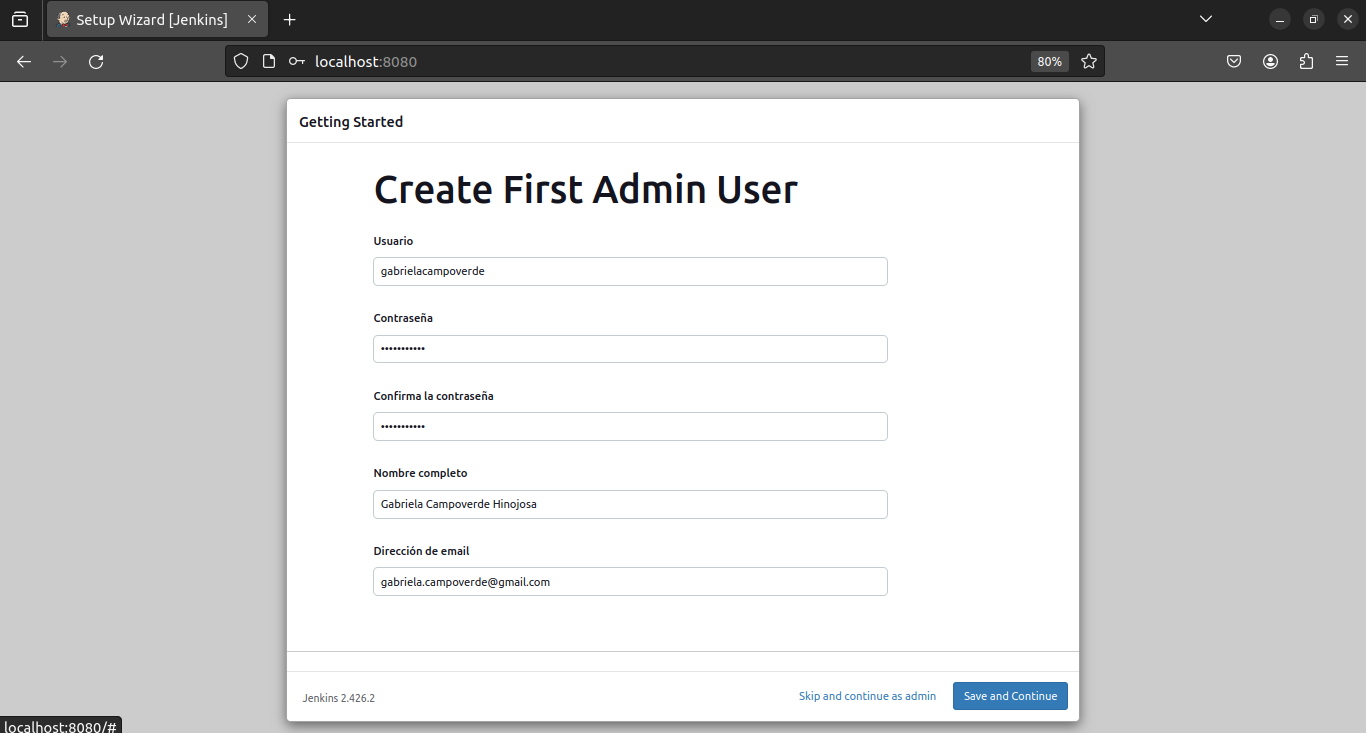 Setup Wizard [Jenkins]
localhost:8080
80%
Getting Started
Create First Admin User
Usuario
gabrielacampoverde
Contraseña
•••••••••••
Confirma la contraseña
•••••••••••
Nombre completo
Gabriela Campoverde Hinojosa
Dirección de email
gabriela.campoverde@gmail.com
Jenkins 2.426.2
Skip and continue as admin
Save and Continue
localhost:8080/#